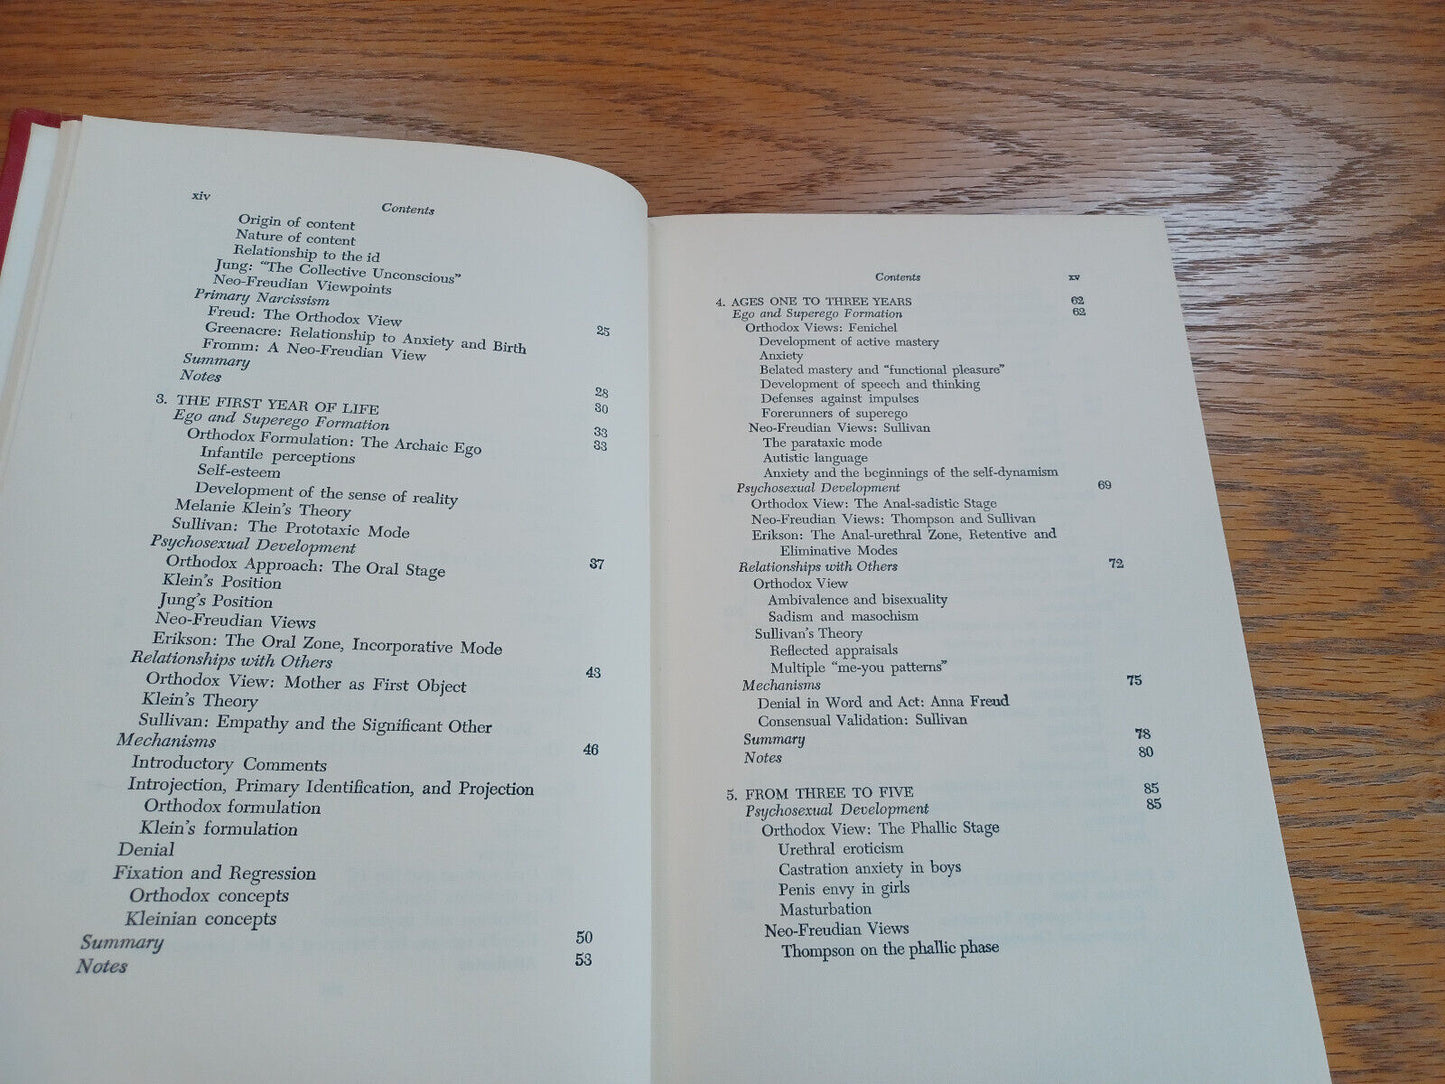 xiv
Contents
Origin of content
Nature of content
Relationship to the id
Jung: "The Collective Unconscious"
Neo-Freudian Viewpoints
Primary Narcissism 25
Freud: The Orthodox View
Greenacre: Relationship to Anxiety and Birth
Fromm: A Neo-Freudian View
Summary 28
Notes 30
3. THE FIRST YEAR OF LIFE 33
Ego and Superego Formation 33
Orthodox Formulation: The Archaic Ego
Infantile perceptions
Self-esteem
Development of the sense of reality
Melanie Klein's Theory
Sullivan: The Prototaxic Mode
Psychosexual Development 37
Orthodox Approach: The Oral Stage
Klein's Position
Jung's Position
Neo-Freudian Views
Erikson: The Oral Zone, Incorporative Mode
Relationships with Others 43
Orthodox View: Mother as First Object
Klein's Theory
Sullivan: Empathy and the Significant Other
Mechanisms 46
Introductory Comments
Introjection, Primary Identification, and Projection
Orthodox formulation
Klein's formulation
Denial
Fixation and Regression
Orthodox concepts
Kleinian concepts
Summary 50
Notes 53
Contents xv
4. AGES ONE TO THREE YEARS 62
Ego and Superego Formation 62
Orthodox Views: Fenichel
Development of active mastery
Anxiety
Belated mastery and "functional pleasure"
Development of speech and thinking
Defenses against impulses
Forerunners of superego
Neo-Freudian Views: Sullivan
The parataxic mode
Autistic language
Anxiety and the beginnings of the self-dynamism
Psychosexual Development 69
Orthodox View: The Anal-sadistic Stage
Neo-Freudian Views: Thompson and Sullivan
Erikson: The Anal-urethral Zone, Retentive and
Eliminative Modes
Relationships with Others 72
Orthodox View
Ambivalence and bisexuality
Sadism and masochism
Sullivan's Theory
Reflected appraisals
Multiple "me-you patterns"
Mechanisms 75
Denial in Word and Act: Anna Freud
Consensual Validation: Sullivan
Summary 78
Notes 80
5. FROM THREE TO FIVE 85
Psychosexual Development 85
Orthodox View: The Phallic Stage
Urethral eroticism
Castration anxiety in boys
Penis envy in girls
Masturbation
Neo-Freudian Views
Thompson on the phallic phase